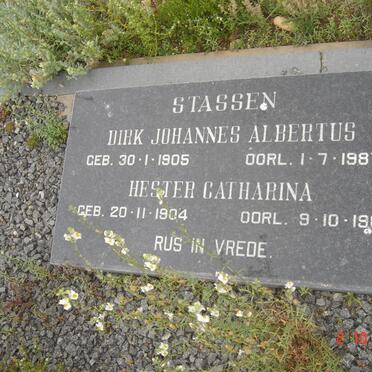 STASSEN
DIRK JOHANNES ALBERTUS
GEB. 30·1·1905 OORL. 1·7·198
HESTER CATHARINA
GEB. 20·11·1904 OORL. 9·10·19
RUS IN VREDE.